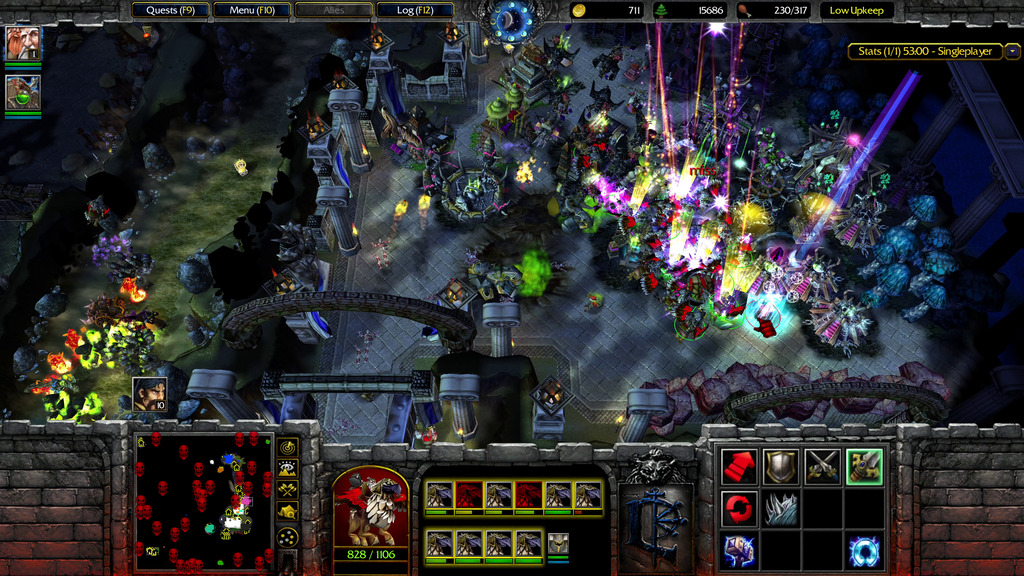 Quests (F9) Menu (F10) Allies Log (F12) 711 15686 230/317 Low Upkeep
Stats (1/1) 53:00 - Singleplayer
miss
10
828 / 1106